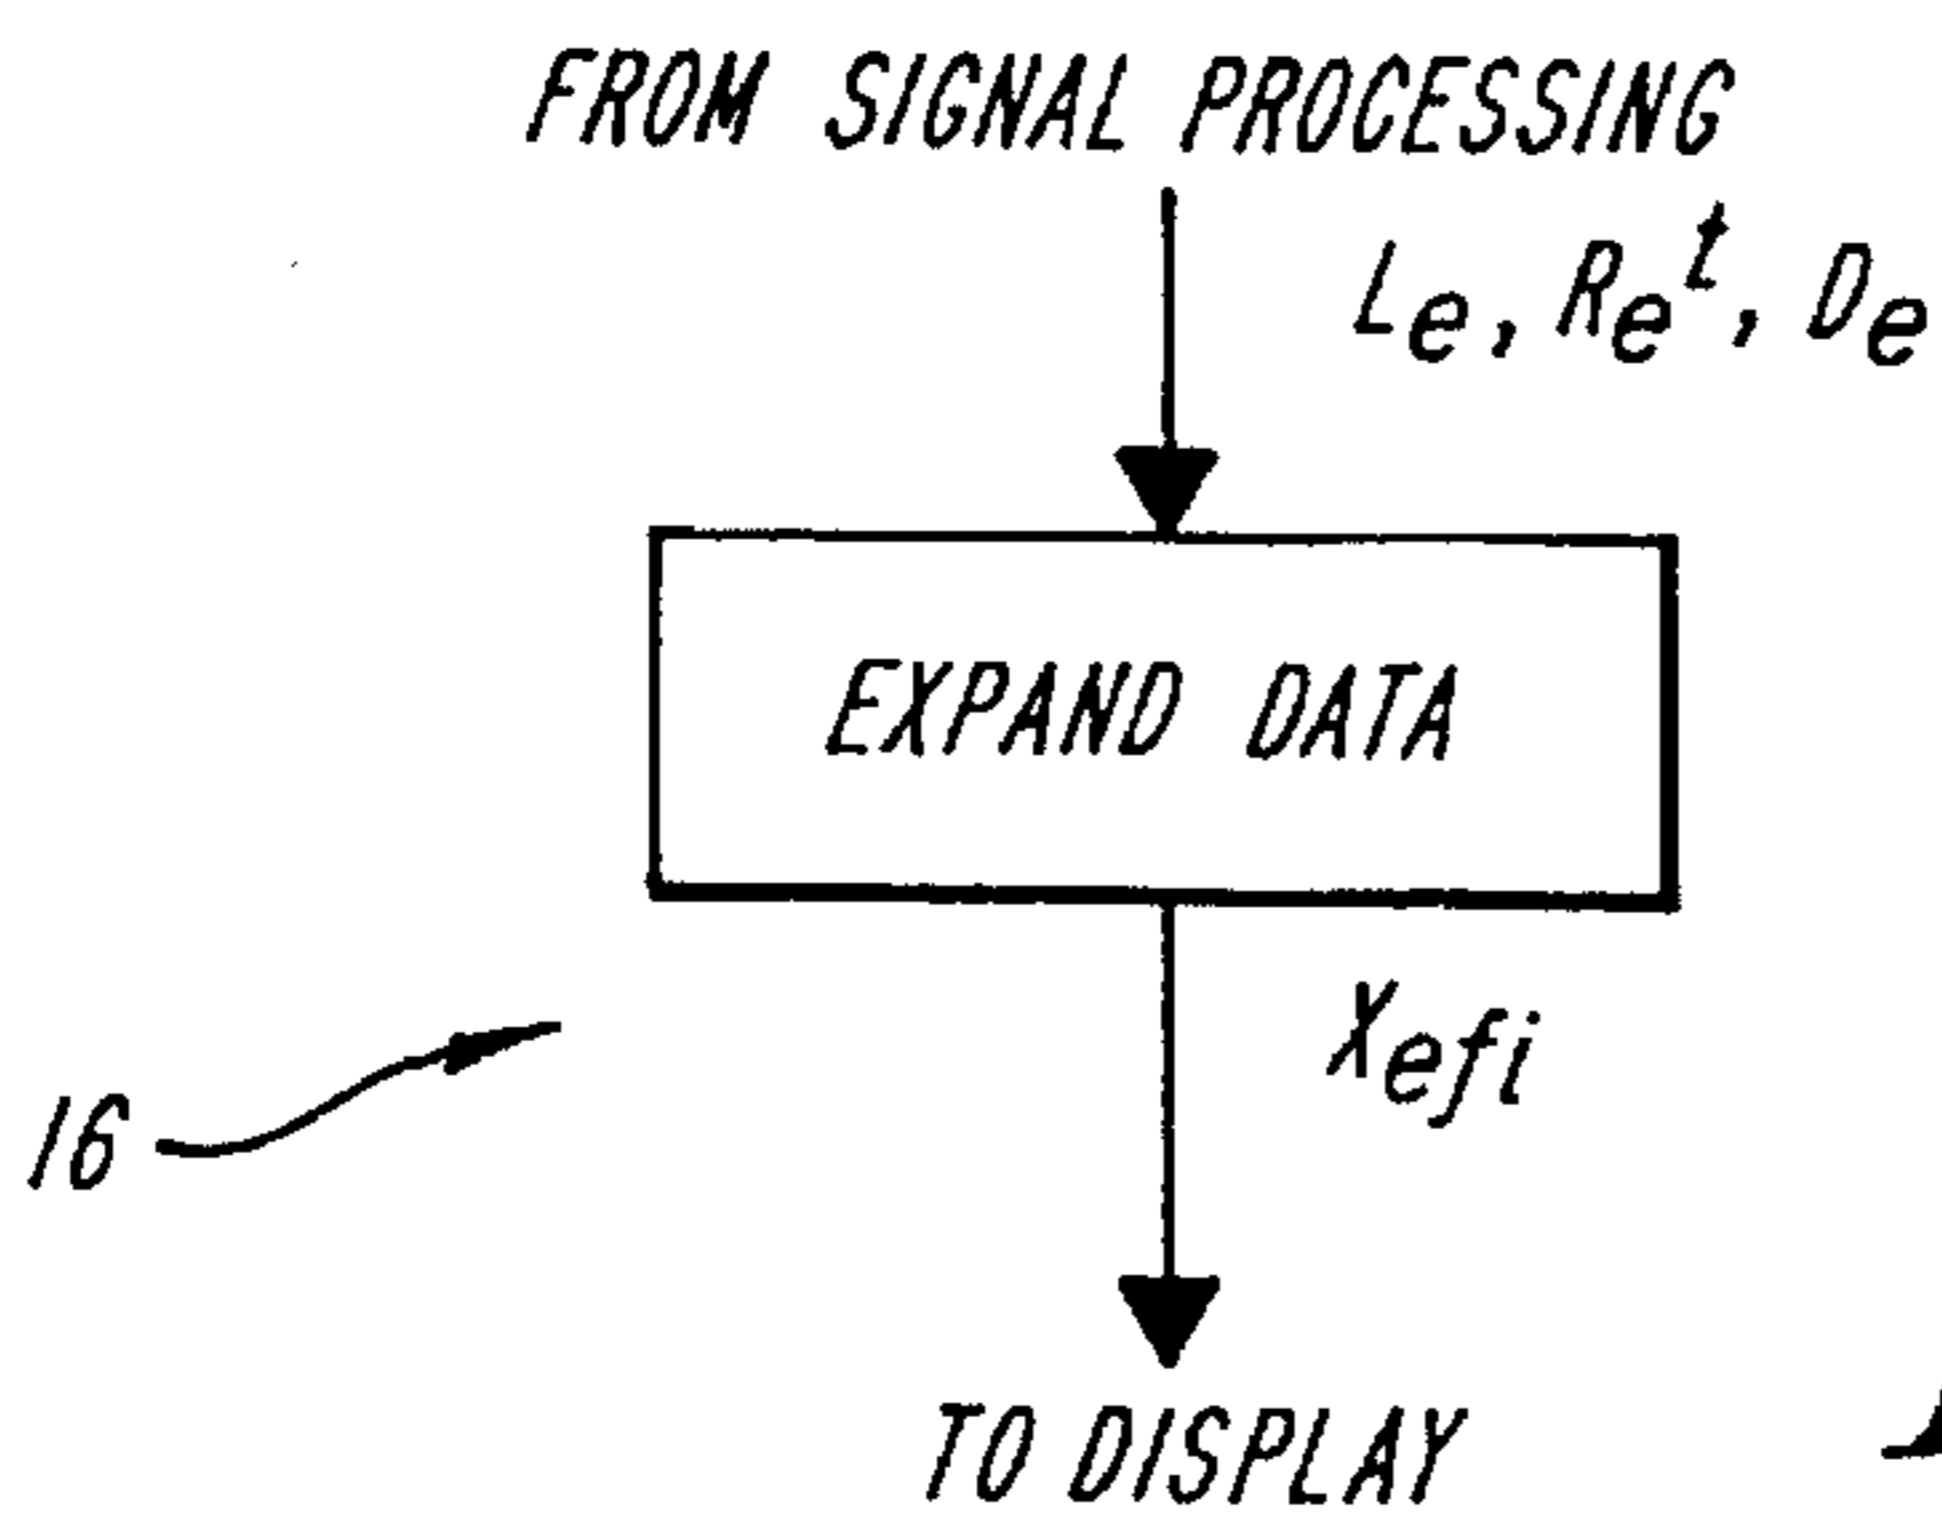 FROM SIGNAL PROCESSING
Lₑ, Rₑᵗ, Dₑ
EXPAND DATA
Xefi
16
TO DISPLAY